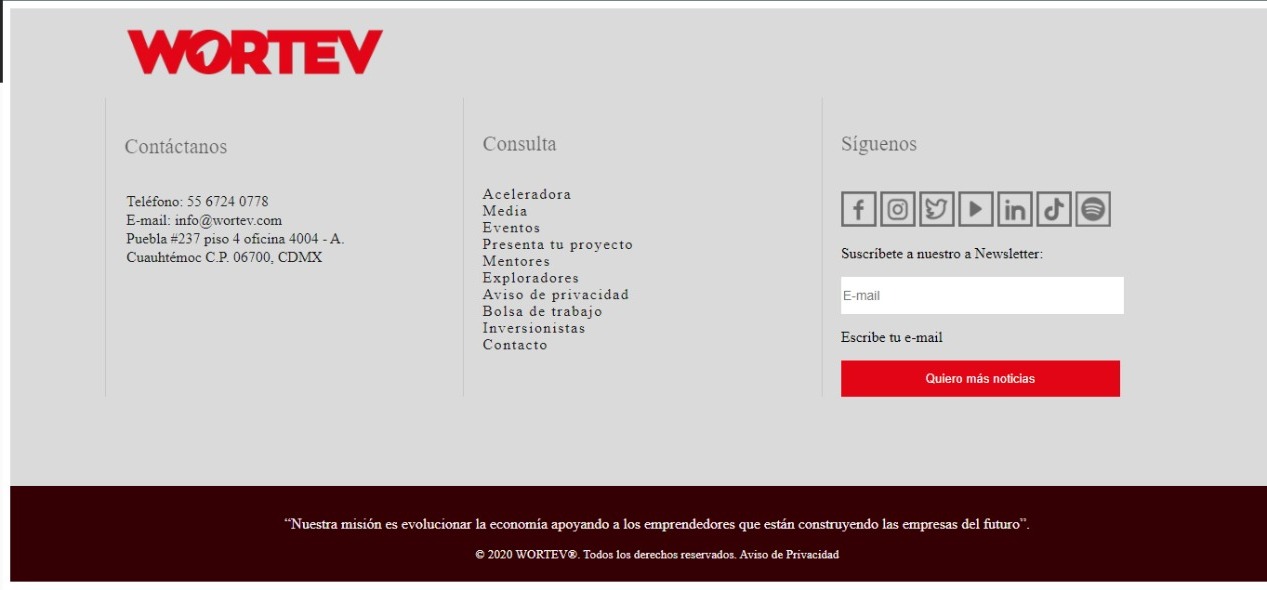 WORTEV
Contáctanos
Teléfono: 55 6724 0778
E-mail: info@wortev.com
Puebla #237 piso 4 oficina 4004 - A.
Cuauhtémoc C.P. 06700, CDMX
Consulta
Aceleradora
Media
Eventos
Presenta tu proyecto
Mentores
Exploradores
Aviso de privacidad
Bolsa de trabajo
Inversionistas
Contacto
Síguenos
Suscríbete a nuestro a Newsletter:
E-mail
Escribe tu e-mail
Quiero más noticias
“Nuestra misión es evolucionar la economía apoyando a los emprendedores que están construyendo las empresas del futuro”.
© 2020 WORTEV®. Todos los derechos reservados. Aviso de Privacidad